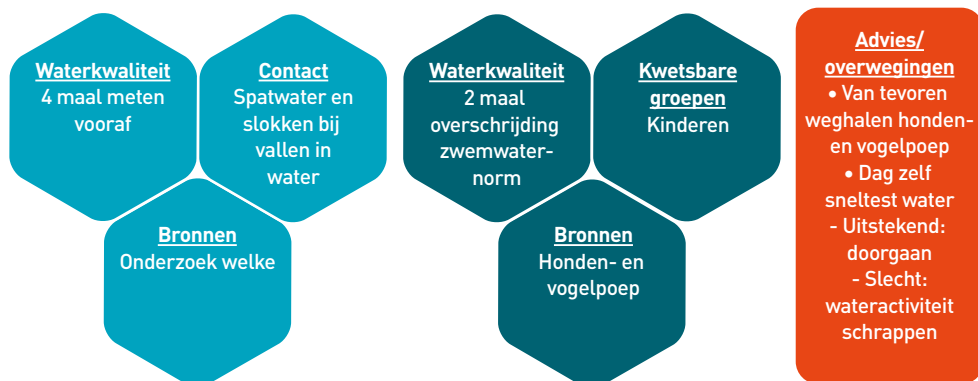 Waterkwaliteit
4 maal meten
vooraf
Contact
Spatwater en
slokken bij
vallen in
water
Bronnen
Onderzoek welke
Waterkwaliteit
2 maal
overschrijding
zwemwater-
norm
Kwetsbare
groepen
Kinderen
Bronnen
Honden- en
vogelpoep
Advies/
overwegingen
• Van tevoren
weghalen honden-
en vogelpoep
• Dag zelf
sneltest water
- Uitstekend:
doorgaan
- Slecht:
wateractiviteit
schrappen